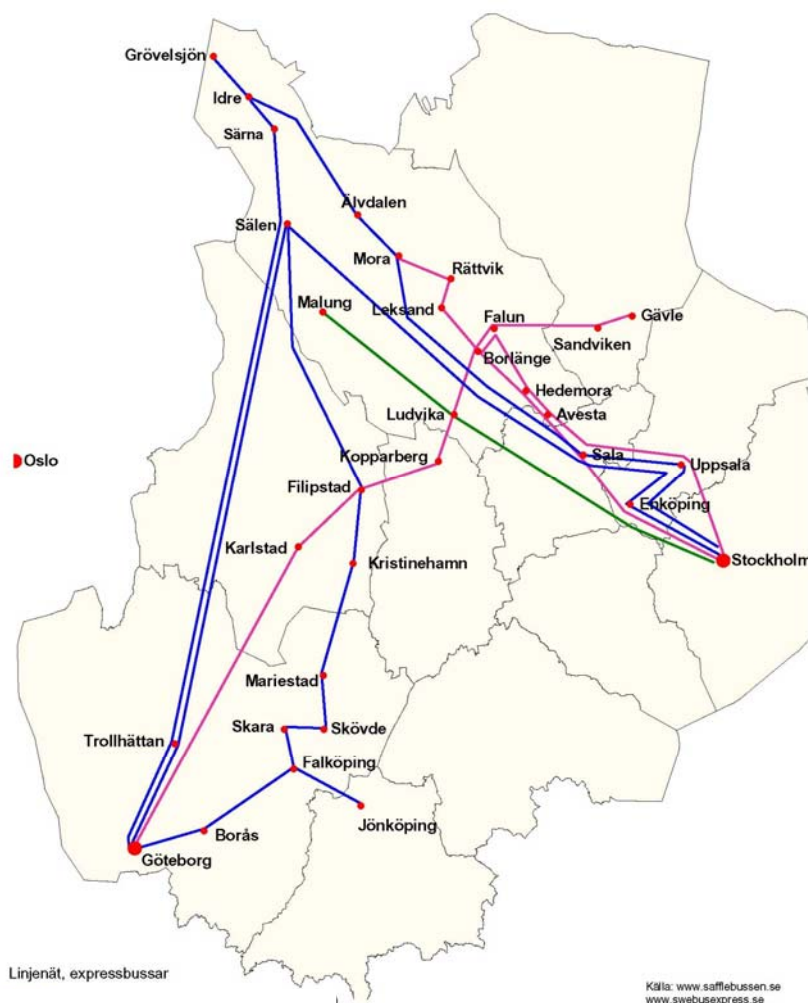 Grövelsjön
Idre
Särna
Älvdalen
Sälen
Mora
Rättvik
Malung
Leksand
Falun
Gävle
Sandviken
Borlänge
Hedemora
Ludvika
Avesta
Sala
Oslo
Kopparberg
Uppsala
Filipstad
Enköping
Karlstad
Kristinehamn
Stockholm
Mariestad
Skara
Skövde
Trollhättan
Falköping
Jönköping
Borås
Göteborg
Linjenät, expressbussar
Källa: www.safflebussen.se
www.swebusexpress.se